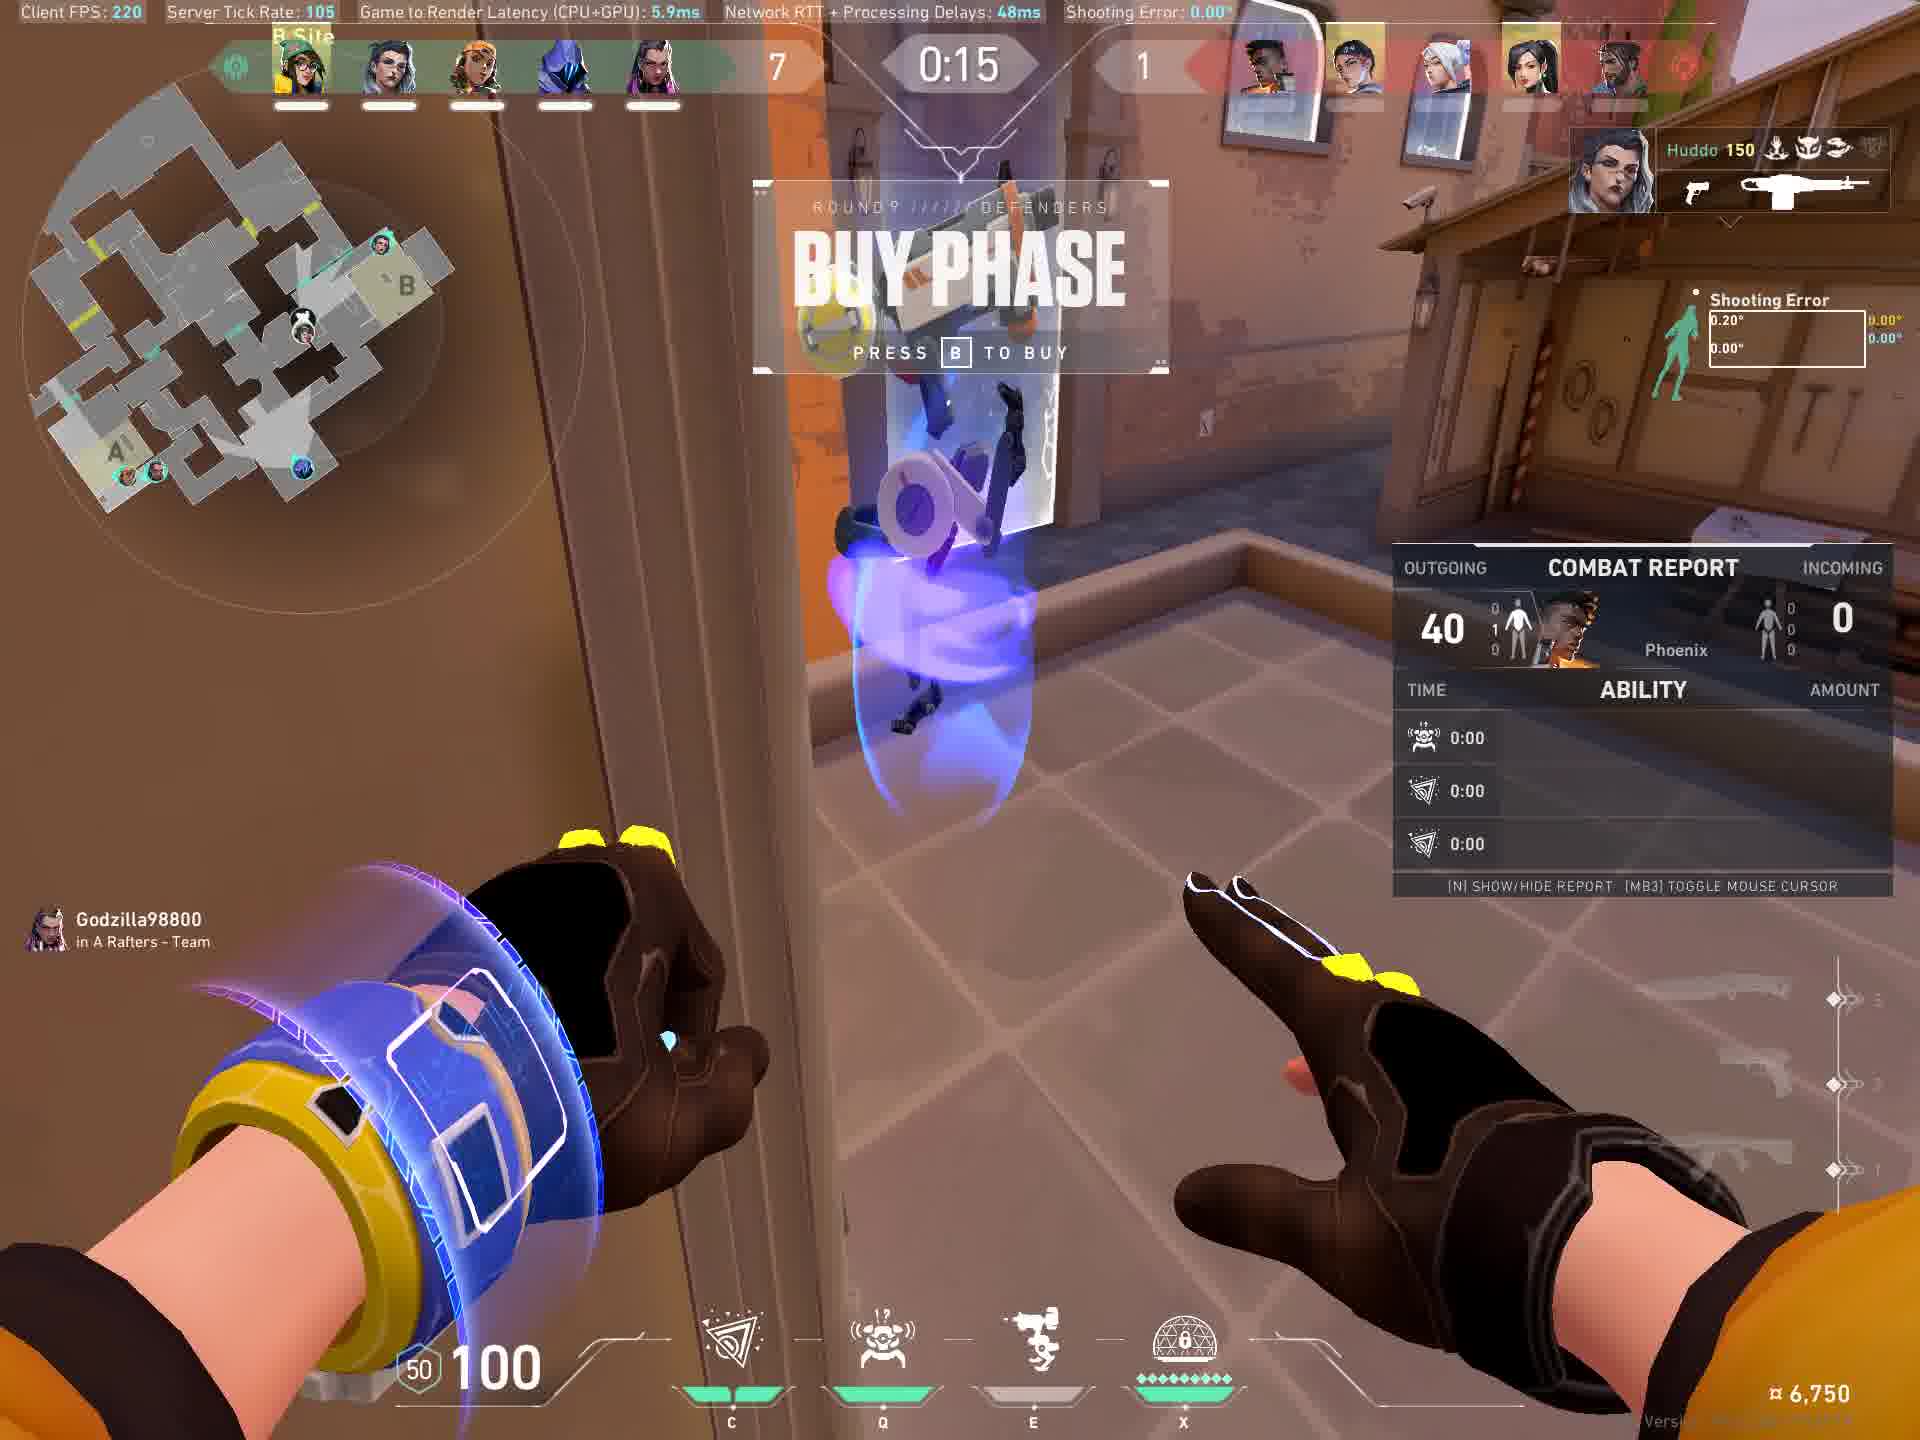 Client FPS: 220 Server Tick Rate: 105 Game to Render Latency (CPU+GPU): 5.9ms Network RTT + Processing Delays: 48ms Shooting Error: 0.00°
B Site
7 0:15 1
Huddo 150
ROUND 9 ////// DEFENDERS
BUY PHASE
PRESS B TO BUY
B
A
Shooting Error
0.20°
0.00°
0.00°
0.00°
OUTGOING COMBAT REPORT INCOMING
40
0
1
0
Phoenix
0
0
0
0
TIME ABILITY AMOUNT
0:00
0:00
0:00
[N] SHOW/HIDE REPORT [MB3] TOGGLE MOUSE CURSOR
Godzilla98800
in A Rafters - Team
1
50 100
C Q E X
¤ 6,750